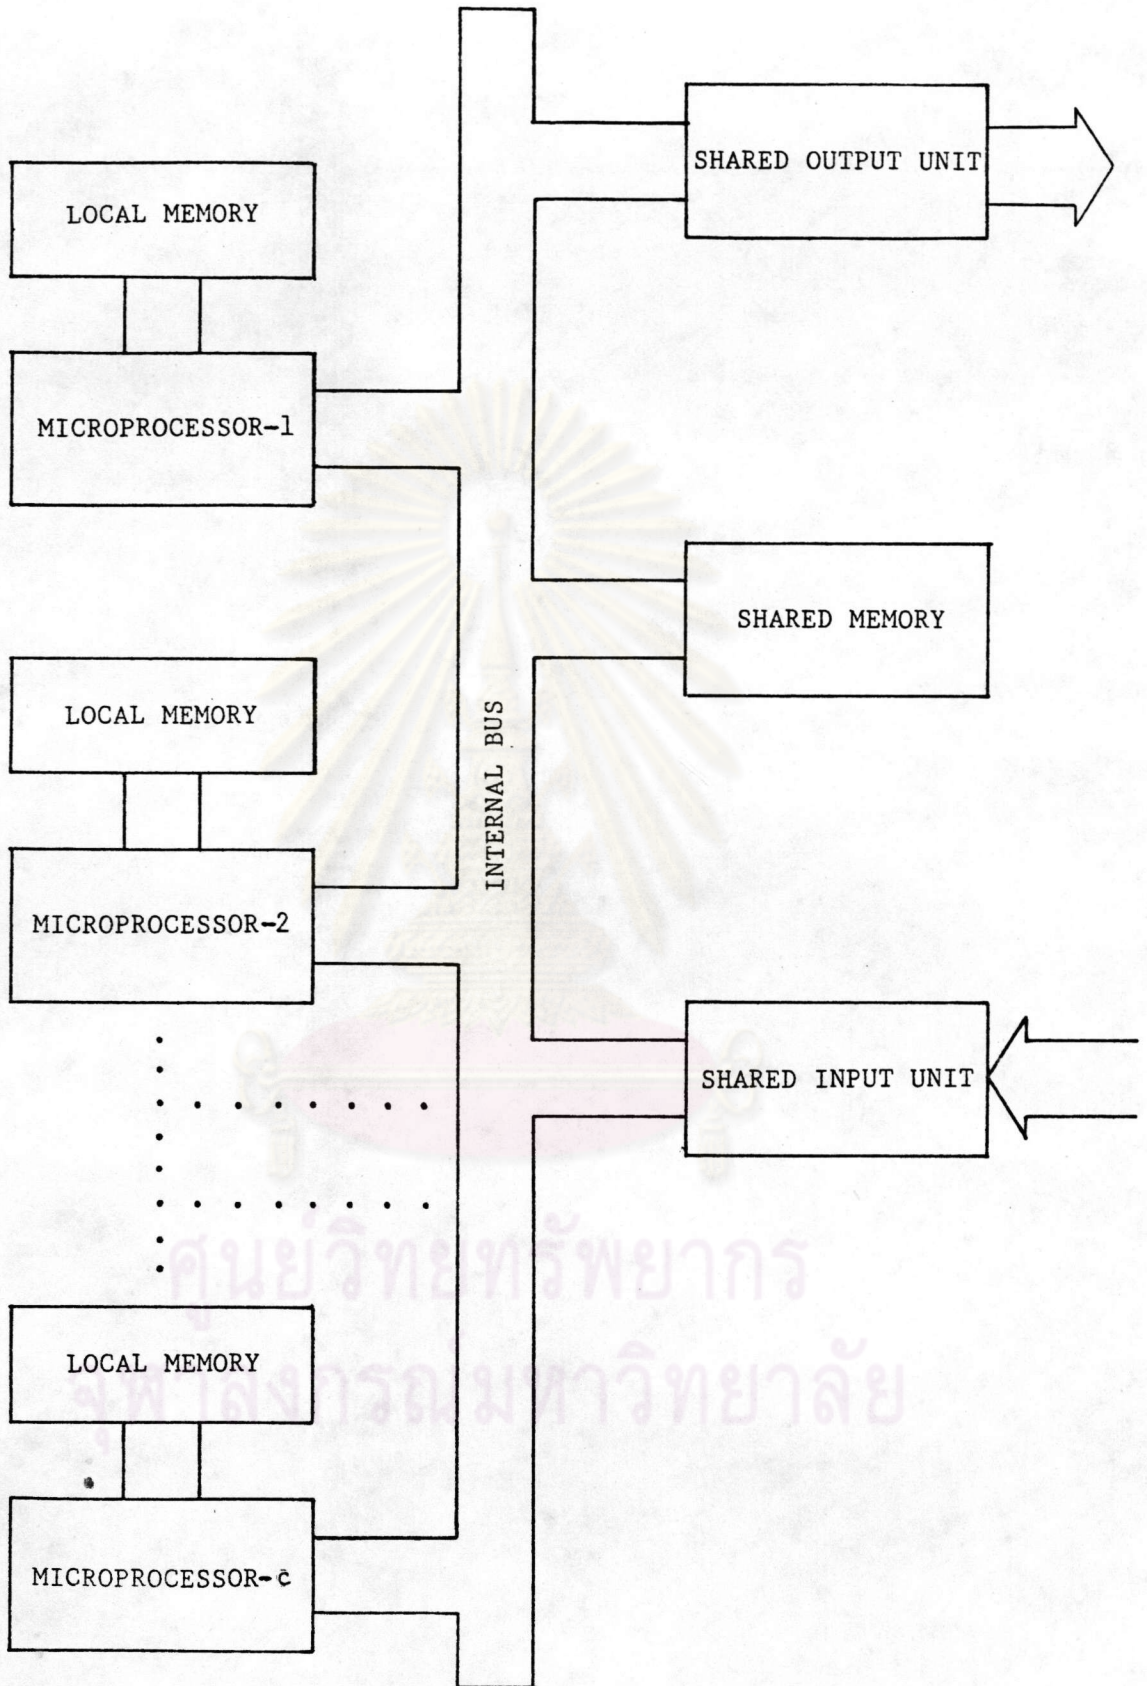 SHARED OUTPUT UNIT
LOCAL MEMORY
MICROPROCESSOR-1
SHARED MEMORY
LOCAL MEMORY
INTERNAL BUS
MICROPROCESSOR-2
SHARED INPUT UNIT
ศูนย์วิทยทรัพยากร
LOCAL MEMORY
จุฬาลงกรณ์มหาวิทยาลัย
MICROPROCESSOR-c